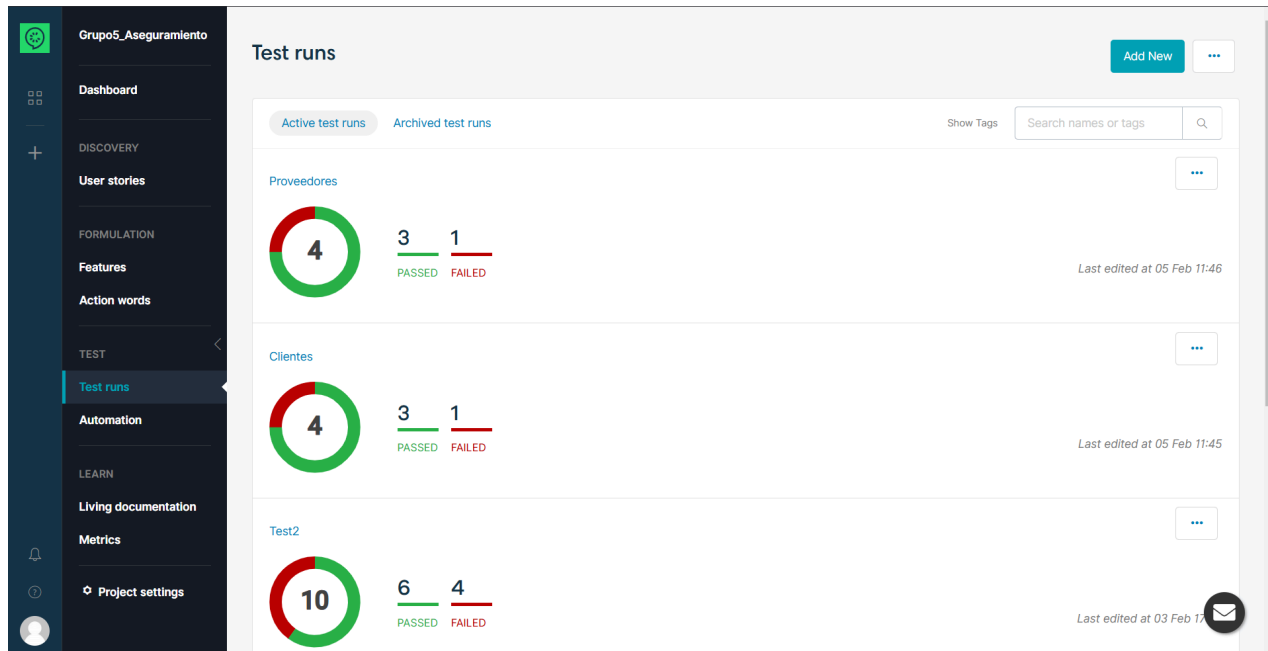 Grupo5_Aseguramiento
Dashboard
DISCOVERY
User stories
FORMULATION
Features
Action words
TEST
Test runs
Automation
LEARN
Living documentation
Metrics
Project settings
Test runs
Add New
Active test runs Archived test runs
Show Tags Search names or tags
Proveedores
4
3 1
PASSED FAILED
Last edited at 05 Feb 11:46
Clientes
4
3 1
PASSED FAILED
Last edited at 05 Feb 11:45
Test2
10
6 4
PASSED FAILED
Last edited at 03 Feb